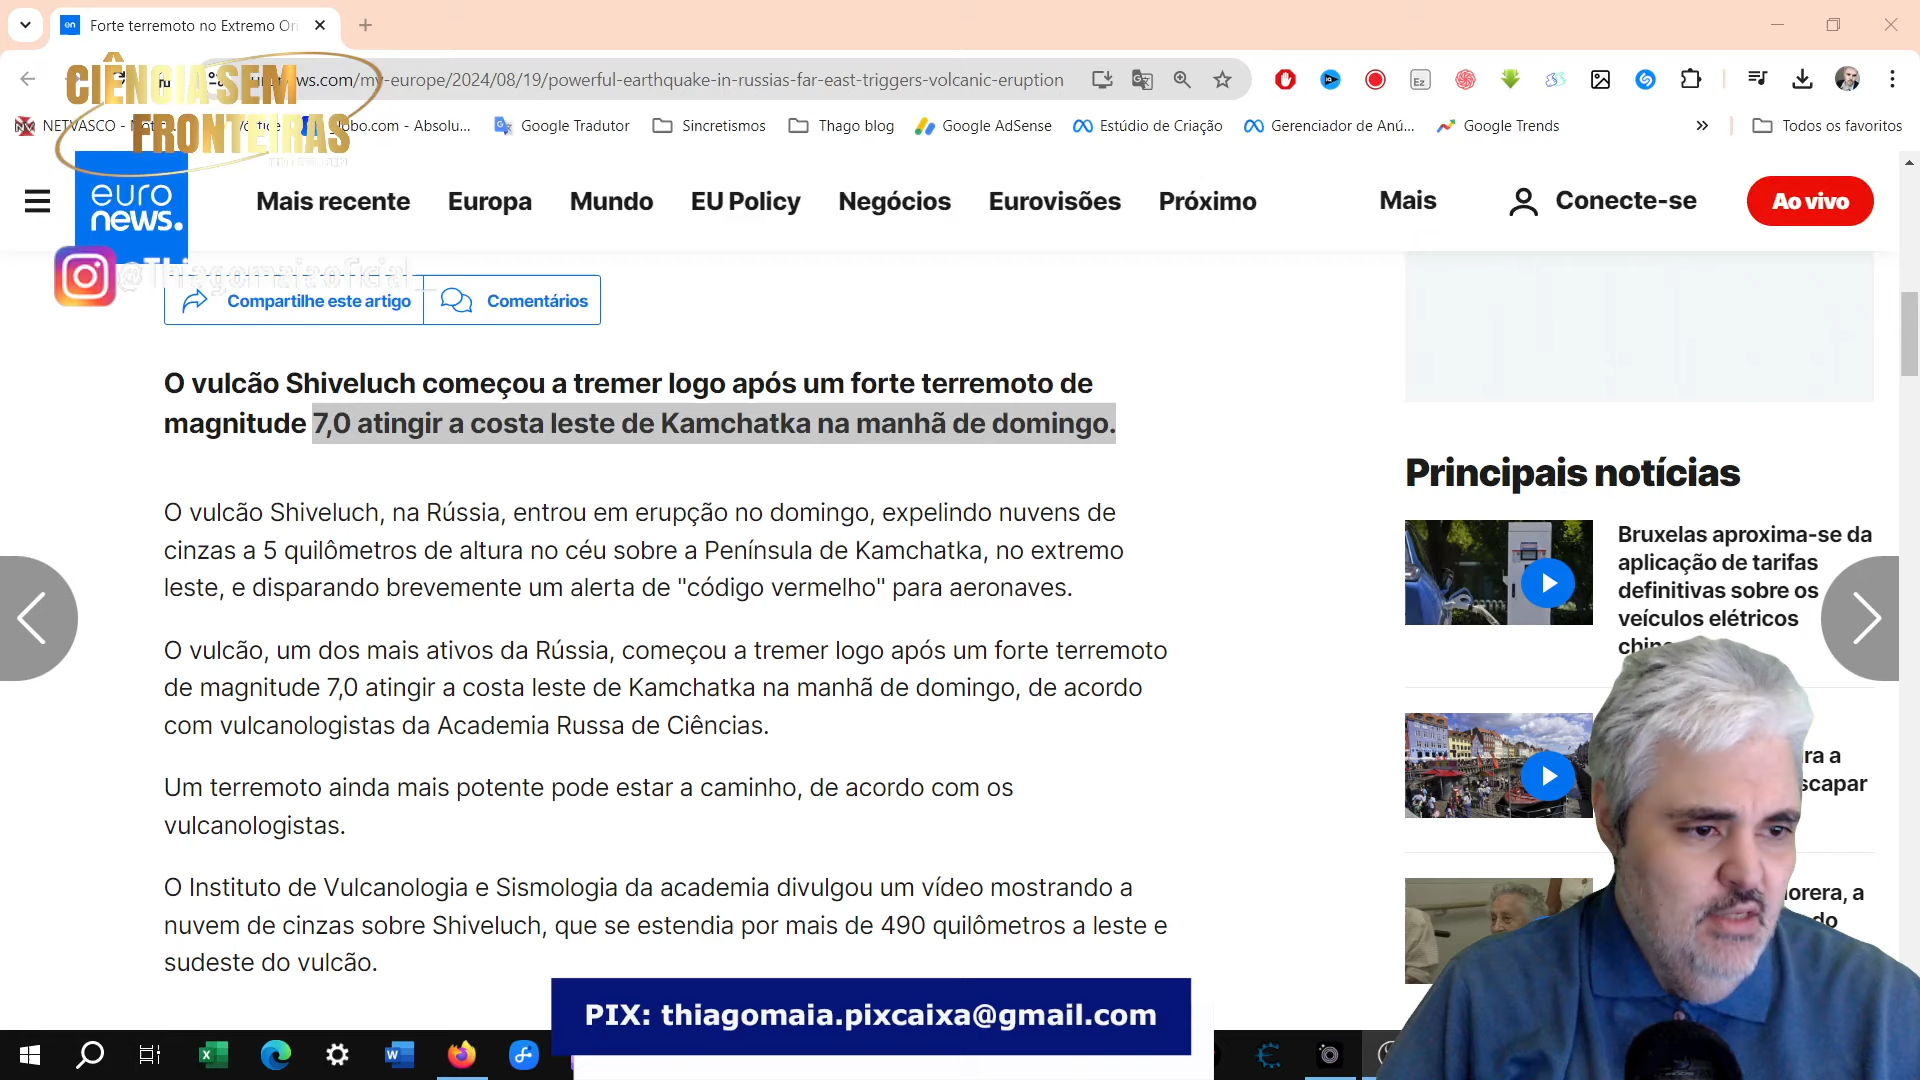 Forte terremoto no Extremo Ori
CIÊNCIA SEM
FRONTEIRAS
ws.com/my-europe/2024/08/19/powerful-earthquake-in-russias-far-east-triggers-volcanic-eruption
NETVASCO -
globo.com - Absolu...
Google Tradutor
Sincretismos
Thago blog
Google AdSense
Estúdio de Criação
Gerenciador de Anú...
Google Trends
Todos os favoritos
euro
news.
Mais recente
Europa
Mundo
EU Policy
Negócios
Eurovisões
Próximo
Mais
Conecte-se
Ao vivo
@Thiagomaiaoficial_
Compartilhe este artigo
Comentários
O vulcão Shiveluch começou a tremer logo após um forte terremoto de
magnitude 7,0 atingir a costa leste de Kamchatka na manhã de domingo.
O vulcão Shiveluch, na Rússia, entrou em erupção no domingo, expelindo nuvens de
cinzas a 5 quilômetros de altura no céu sobre a Península de Kamchatka, no extremo
leste, e disparando brevemente um alerta de "código vermelho" para aeronaves.
O vulcão, um dos mais ativos da Rússia, começou a tremer logo após um forte terremoto
de magnitude 7,0 atingir a costa leste de Kamchatka na manhã de domingo, de acordo
com vulcanologistas da Academia Russa de Ciências.
Um terremoto ainda mais potente pode estar a caminho, de acordo com os
vulcanologistas.
O Instituto de Vulcanologia e Sismologia da academia divulgou um vídeo mostrando a
nuvem de cinzas sobre Shiveluch, que se estendia por mais de 490 quilômetros a leste e
sudeste do vulcão.
Principais notícias
Bruxelas aproxima-se da
aplicação de tarifas
definitivas sobre os
veículos elétricos
ra a
scapar
orera, a
do
PIX: thiagomaia.pixcaixa@gmail.com